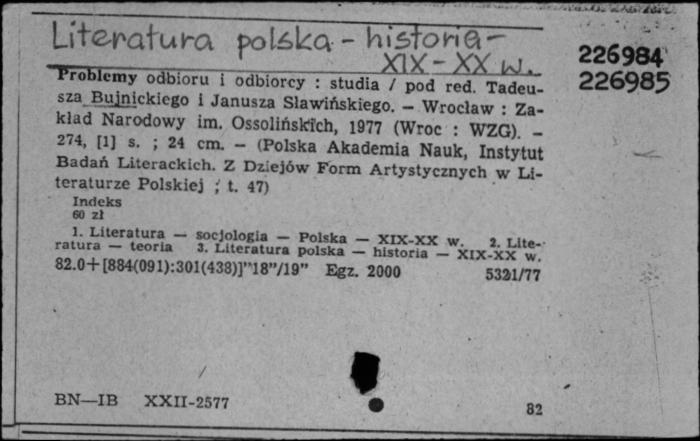 Literatura polska - historia -
XIX - XX w.
226984
226985
Problemy odbioru i odbiorcy : studia / pod red. Tadeu-
sza Bujnickiego i Janusza Sławińskiego. — Wrocław : Za-
kład Narodowy im. Ossolińskich, 1977 (Wroc : WZG). —
274, [1] s. ; 24 cm. — (Polska Akademia Nauk, Instytut
Badań Literackich. Z Dziejów Form Artystycznych w Li-
teraturze Polskiej ; t. 47)
Indeks
60 zł
1. Literatura — socjologia — Polska — XIX-XX w. 2. Lite-
ratura — teoria 3. Literatura polska — historia — XIX-XX w.
82.0+[884(091):301(438)]"18"/19" Egz. 2000 5321/77
BN—IB XXII-2577 82